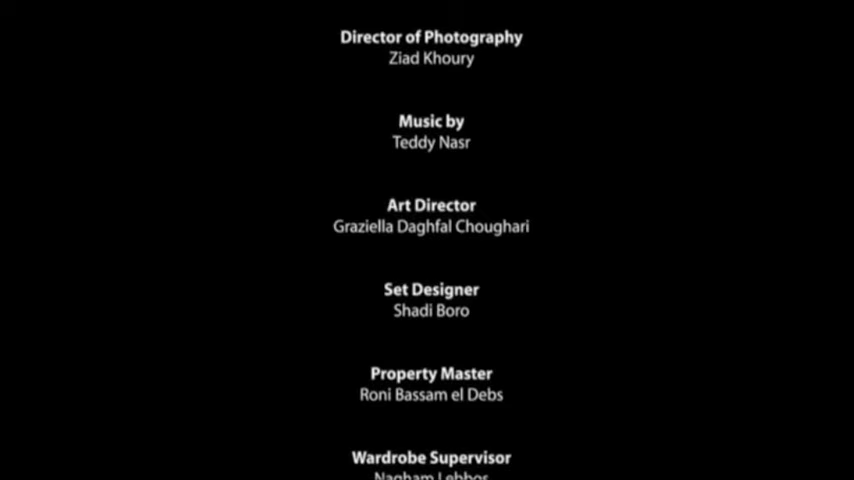 Director of Photography
Ziad Khoury
Music by
Teddy Nasr
Art Director
Graziella Daghfal Choughari
Set Designer
Shadi Boro
Property Master
Roni Bassam el Debs
Wardrobe Supervisor
Nagham Lebbos